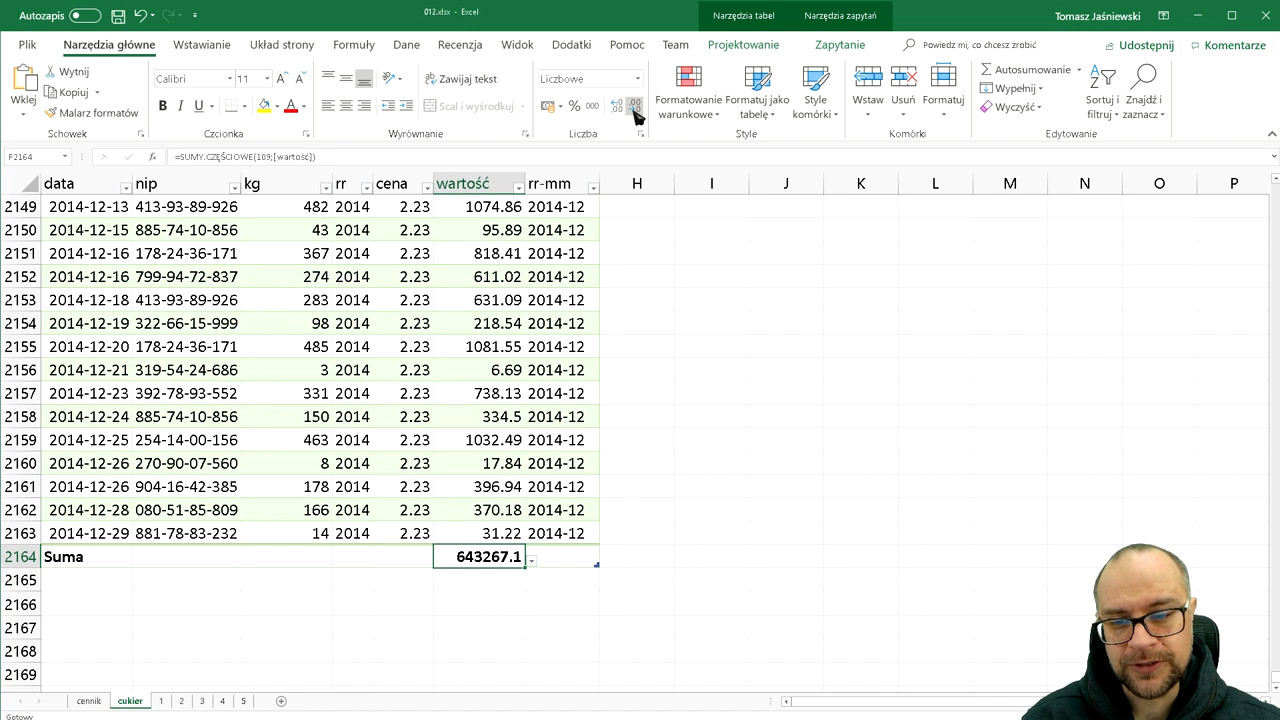 Autozapis
012.xlsx - Excel
Narzędzia tabel
Narzędzia zapytań
Tomasz Jaśniewski
Plik Narzędzia główne Wstawianie Układ strony Formuły Dane Recenzja Widok Dodatki Pomoc Team Projektowanie Zapytanie Powiedz mi, co chcesz zrobić Udostępnij Komentarze
Wklej
Wytnij
Kopiuj
Malarz formatów
Schowek
Calibri 11
B I U
Czcionka
Zawijaj tekst
Scal i wyśrodkuj
Wyrównanie
Liczbowe
% 000
Liczba
Formatowanie warunkowe
Formatuj jako tabelę
Style komórki
Style
Wstaw
Usuń
Formatuj
Komórki
Autosumowanie
Wypełnij
Wyczyść
Sortuj i filtruj
Znajdź i zaznacz
Edytowanie
F2164 fx =SUMY.CZĘŚCIOWE(109;[wartość])
data nip kg rr cena wartość rr-mm H I J K L M N O P
2149 2014-12-13 413-93-89-926 482 2014 2.23 1074.86 2014-12
2150 2014-12-15 885-74-10-856 43 2014 2.23 95.89 2014-12
2151 2014-12-16 178-24-36-171 367 2014 2.23 818.41 2014-12
2152 2014-12-16 799-94-72-837 274 2014 2.23 611.02 2014-12
2153 2014-12-18 413-93-89-926 283 2014 2.23 631.09 2014-12
2154 2014-12-19 322-66-15-999 98 2014 2.23 218.54 2014-12
2155 2014-12-20 178-24-36-171 485 2014 2.23 1081.55 2014-12
2156 2014-12-21 319-54-24-686 3 2014 2.23 6.69 2014-12
2157 2014-12-23 392-78-93-552 331 2014 2.23 738.13 2014-12
2158 2014-12-24 885-74-10-856 150 2014 2.23 334.5 2014-12
2159 2014-12-25 254-14-00-156 463 2014 2.23 1032.49 2014-12
2160 2014-12-26 270-90-07-560 8 2014 2.23 17.84 2014-12
2161 2014-12-26 904-16-42-385 178 2014 2.23 396.94 2014-12
2162 2014-12-28 080-51-85-809 166 2014 2.23 370.18 2014-12
2163 2014-12-29 881-78-83-232 14 2014 2.23 31.22 2014-12
2164 Suma 643267.1
2165
2166
2167
2168
2169
cennik cukier 1 2 3 4 5
Gotowy